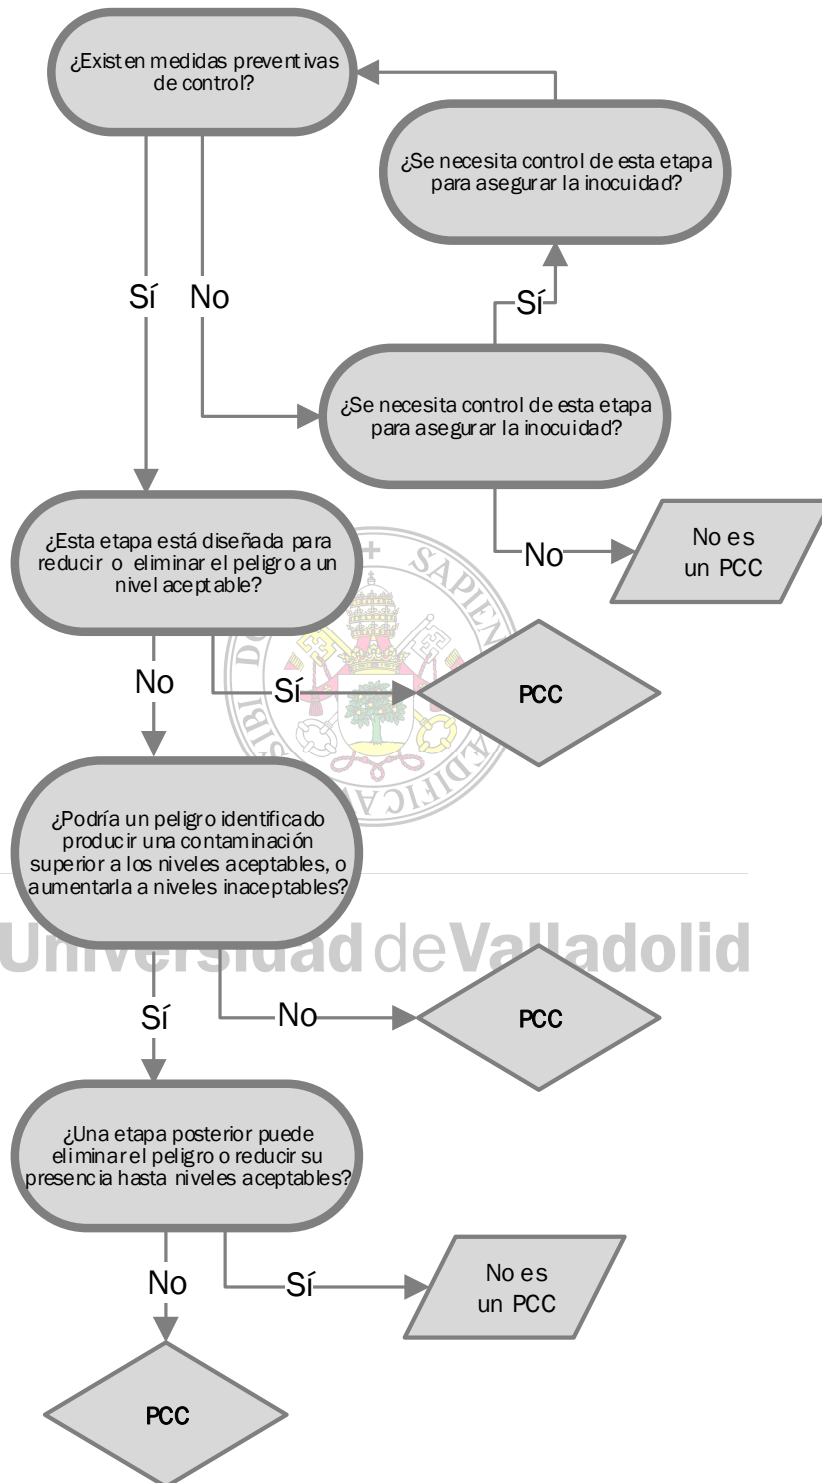 ¿Existen medidas preventivas
de control?
¿Se necesita control de esta etapa
para asegurar la inocuidad?
Sí
No
Sí
¿Se necesita control de esta etapa
para asegurar la inocuidad?
¿Esta etapa está diseñada para
reducir o eliminar el peligro a un
nivel aceptable?
No
No es
un PCC
SAPIEN
SIBI DO
ÆDIFICAV
No
Sí
PCC
¿Podría un peligro identificado
producir una contaminación
superior a los niveles aceptables, o
aumentarla a niveles inaceptables?
Universidad de Valladolid
Sí
No
PCC
¿Una etapa posterior puede
eliminar el peligro o reducir su
presencia hasta niveles aceptables?
No
Sí
No es
un PCC
PCC